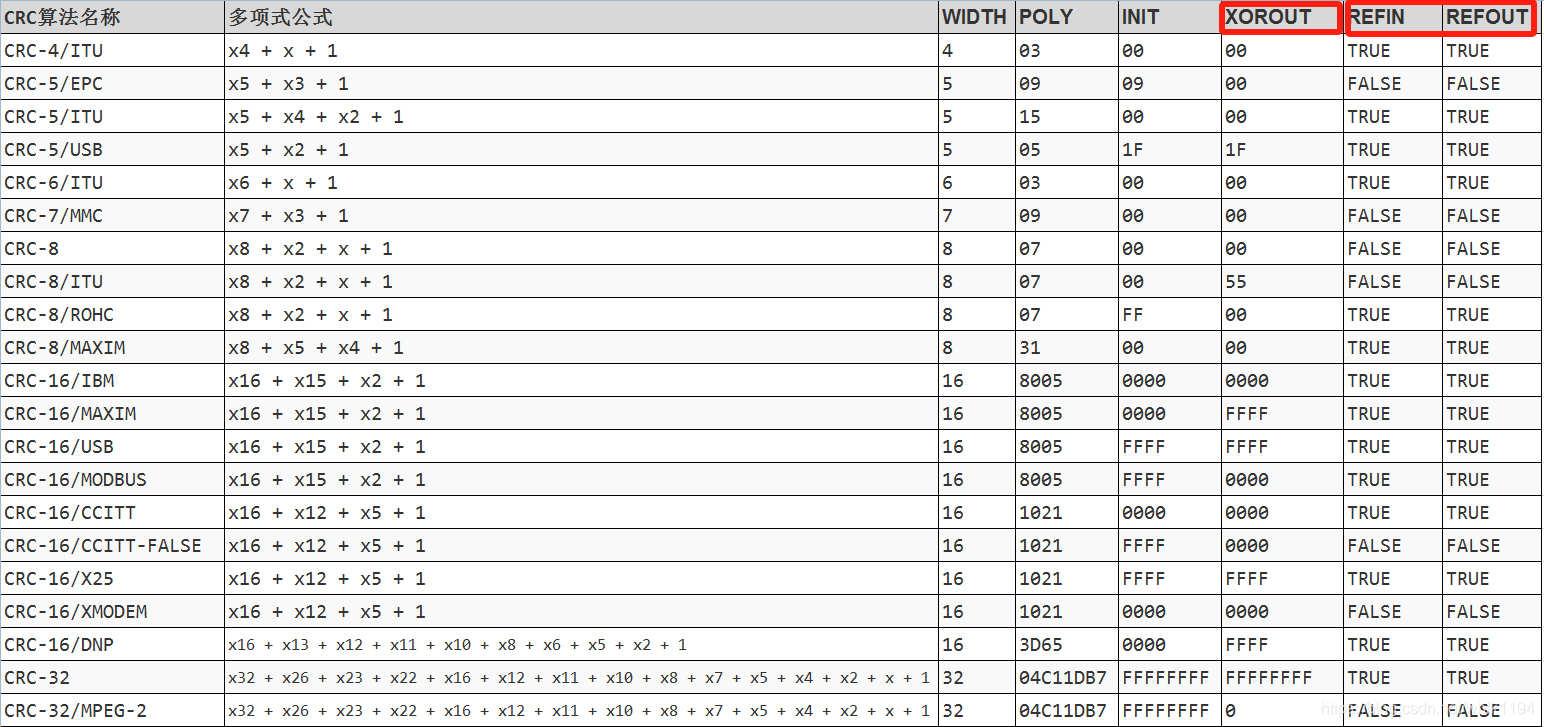 CRC算法名称 多项式公式 WIDTH POLY INIT XOROUT REFIN REFOUT
CRC-4/ITU x4 + x + 1 4 03 00 00 TRUE TRUE
CRC-5/EPC x5 + x3 + 1 5 09 09 00 FALSE FALSE
CRC-5/ITU x5 + x4 + x2 + 1 5 15 00 00 TRUE TRUE
CRC-5/USB x5 + x2 + 1 5 05 1F 1F TRUE TRUE
CRC-6/ITU x6 + x + 1 6 03 00 00 TRUE TRUE
CRC-7/MMC x7 + x3 + 1 7 09 00 00 FALSE FALSE
CRC-8 x8 + x2 + x + 1 8 07 00 00 FALSE FALSE
CRC-8/ITU x8 + x2 + x + 1 8 07 00 55 FALSE FALSE
CRC-8/ROHC x8 + x2 + x + 1 8 07 FF 00 TRUE TRUE
CRC-8/MAXIM x8 + x5 + x4 + 1 8 31 00 00 TRUE TRUE
CRC-16/IBM x16 + x15 + x2 + 1 16 8005 0000 0000 TRUE TRUE
CRC-16/MAXIM x16 + x15 + x2 + 1 16 8005 0000 FFFF TRUE TRUE
CRC-16/USB x16 + x15 + x2 + 1 16 8005 FFFF FFFF TRUE TRUE
CRC-16/MODBUS x16 + x15 + x2 + 1 16 8005 FFFF 0000 TRUE TRUE
CRC-16/CCITT x16 + x12 + x5 + 1 16 1021 0000 0000 TRUE TRUE
CRC-16/CCITT-FALSE x16 + x12 + x5 + 1 16 1021 FFFF 0000 FALSE FALSE
CRC-16/X25 x16 + x12 + x5 + 1 16 1021 FFFF FFFF TRUE TRUE
CRC-16/XMODEM x16 + x12 + x5 + 1 16 1021 0000 0000 FALSE FALSE
CRC-16/DNP x16 + x13 + x12 + x11 + x10 + x8 + x6 + x5 + x2 + 1 16 3D65 0000 FFFF TRUE TRUE
CRC-32 x32 + x26 + x23 + x22 + x16 + x12 + x11 + x10 + x8 + x7 + x5 + x4 + x2 + x + 1 32 04C11DB7 FFFFFFFF FFFFFFFF TRUE TRUE
CRC-32/MPEG-2 x32 + x26 + x23 + x22 + x16 + x12 + x11 + x10 + x8 + x7 + x5 + x4 + x2 + x + 1 32 04C11DB7 FFFFFFFF 0 FALSE FALSE